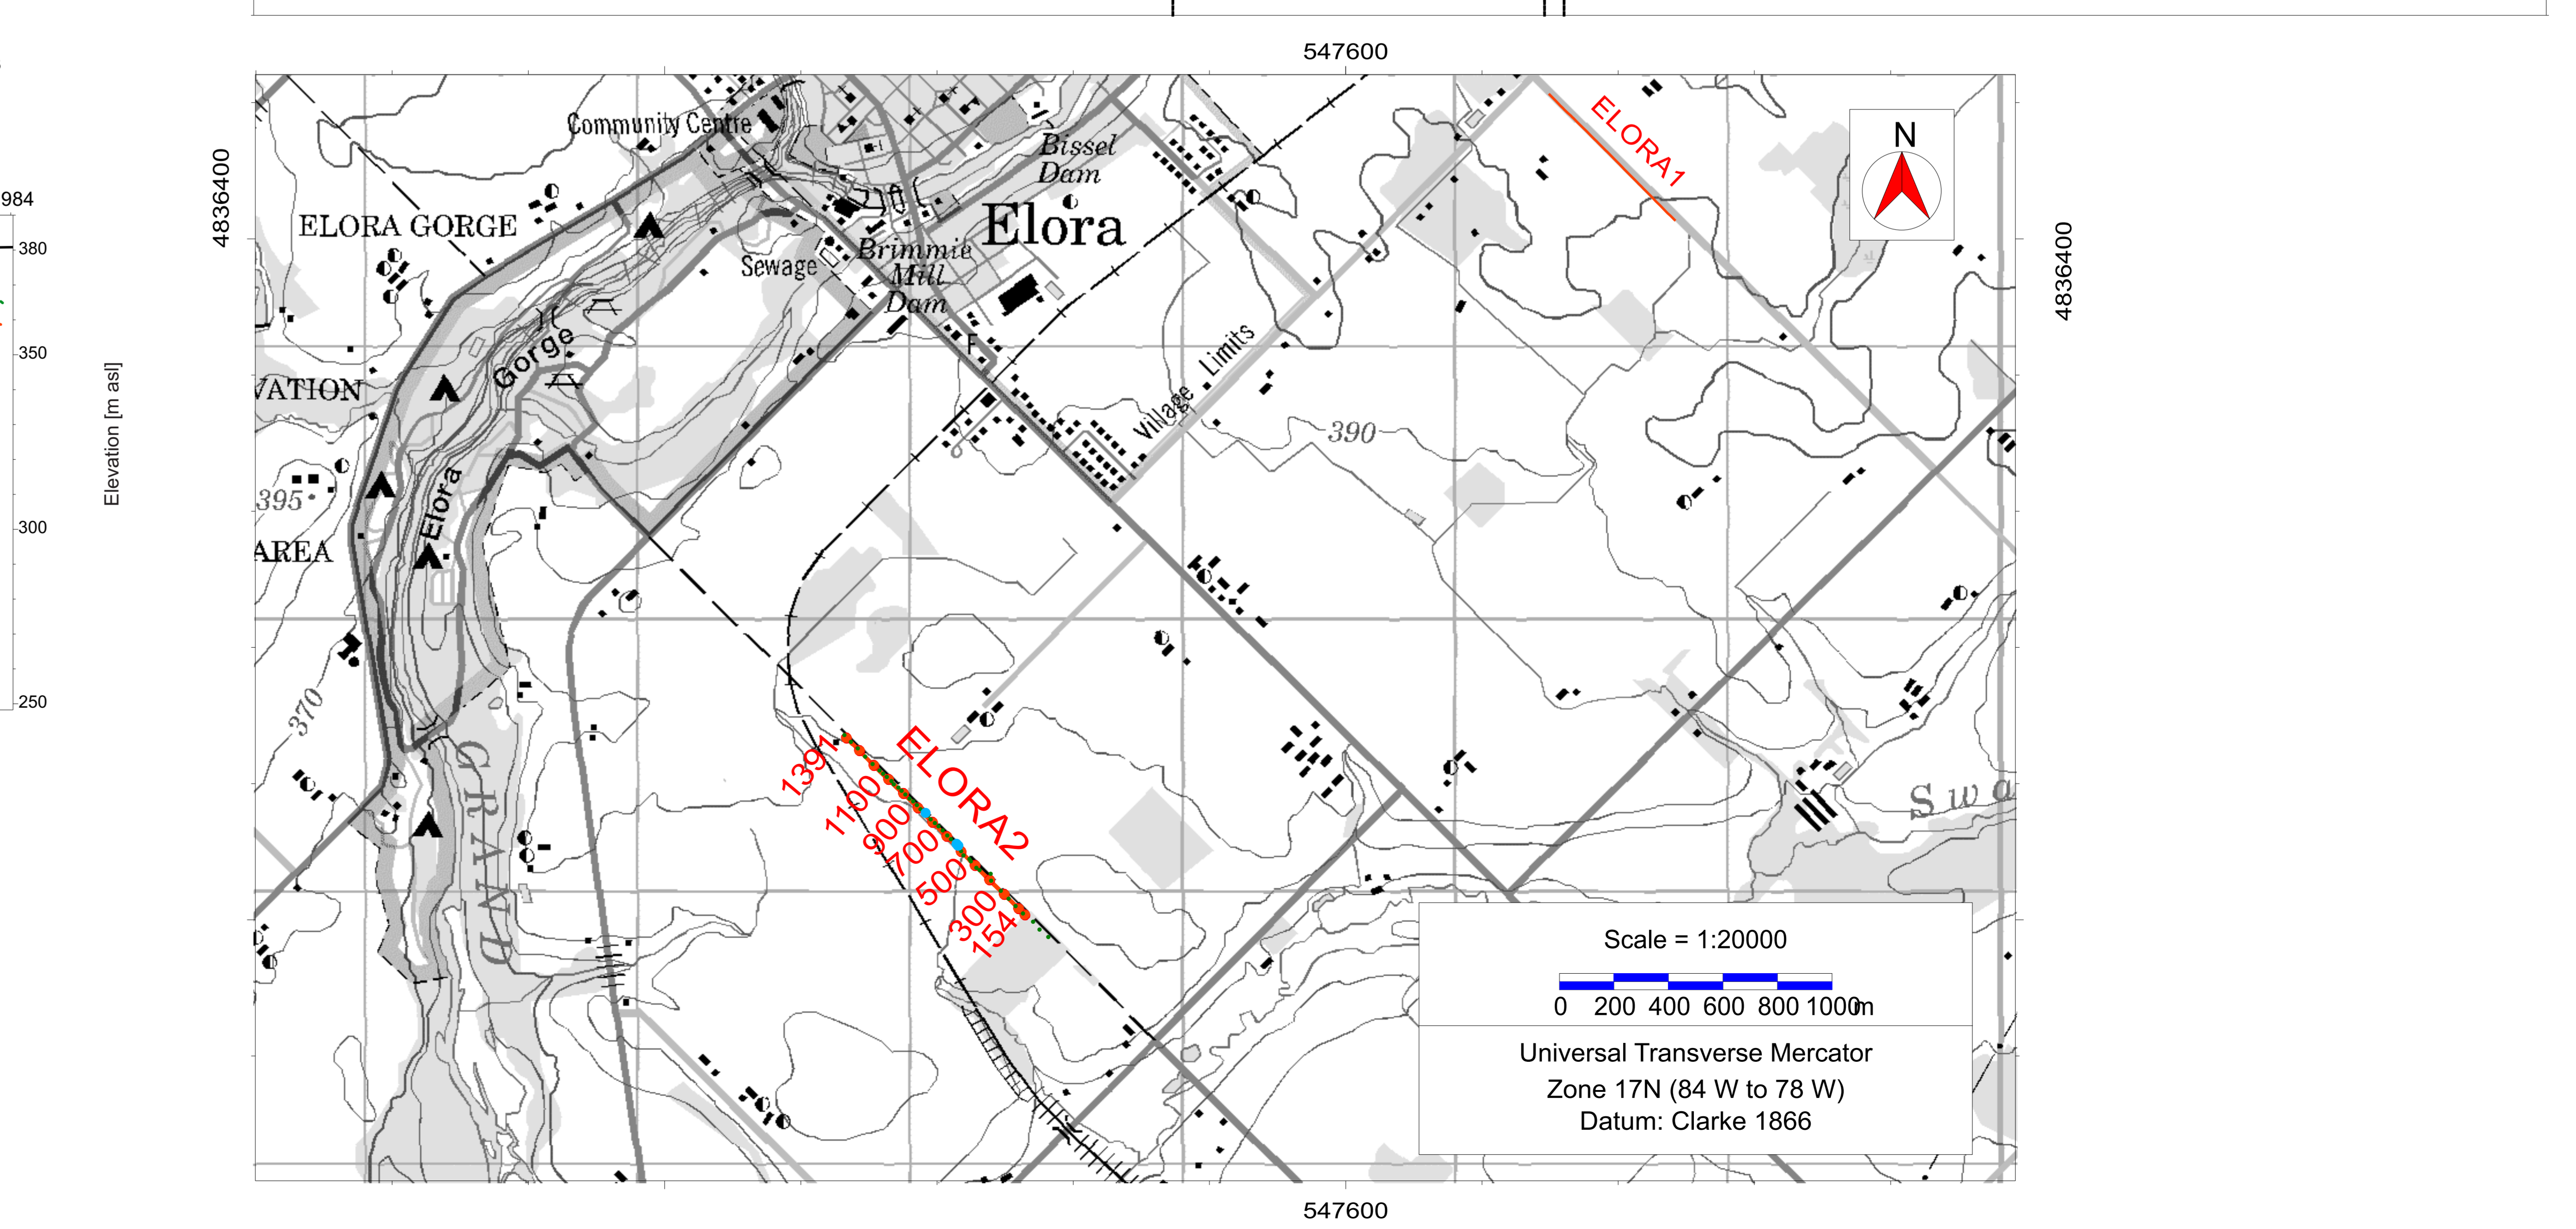 547600
4836400
4836400
984
380
350
300
250
Elevation [m asl]
Community Centre
Bissel
Dam
ELORA GORGE
Elora
Sewage
Brimmie
Mill
Dam
F
Elora
Gorge
VATION
395
AREA
370
GRAND
Village Limits
390
Swa
ELORA1
N
ELORA2
1391
1100
900
700
500
300
154
Scale = 1:20000
0 200 400 600 800 1000m
Universal Transverse Mercator
Zone 17N (84 W to 78 W)
Datum: Clarke 1866
547600